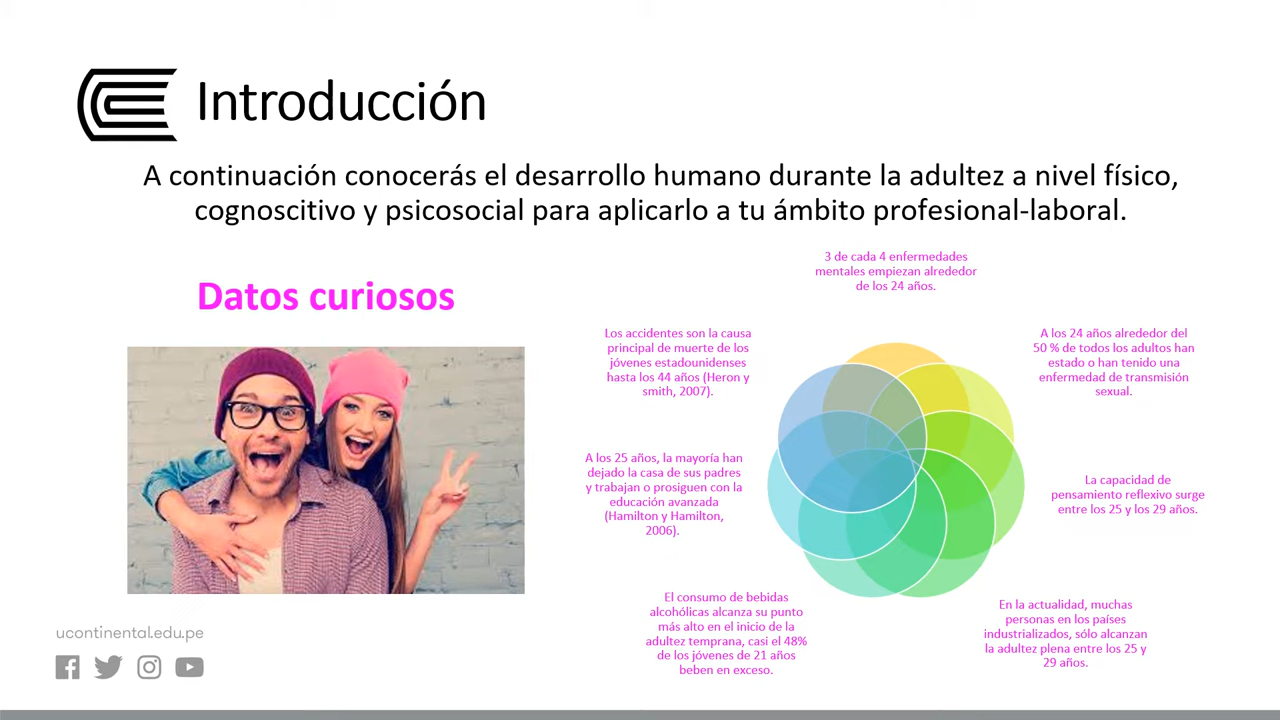 Introducción
A continuación conocerás el desarrollo humano durante la adultez a nivel físico,
cognoscitivo y psicosocial para aplicarlo a tu ámbito profesional-laboral.
Datos curiosos
3 de cada 4 enfermedades
mentales empiezan alrededor
de los 24 años.
A los 24 años alrededor del
50 % de todos los adultos han
estado o han tenido una
enfermedad de transmisión
sexual.
La capacidad de
pensamiento reflexivo surge
entre los 25 y los 29 años.
En la actualidad, muchas
personas en los países
industrializados, sólo alcanzan
la adultez plena entre los 25 y
29 años.
El consumo de bebidas
alcohólicas alcanza su punto
más alto en el inicio de la
adultez temprana, casi el 48%
de los jóvenes de 21 años
beben en exceso.
A los 25 años, la mayoría han
dejado la casa de sus padres
y trabajan o prosiguen con la
educación avanzada
(Hamilton y Hamilton,
2006).
Los accidentes son la causa
principal de muerte de los
jóvenes estadounidenses
hasta los 44 años (Heron y
smith, 2007).
ucontinental.edu.pe